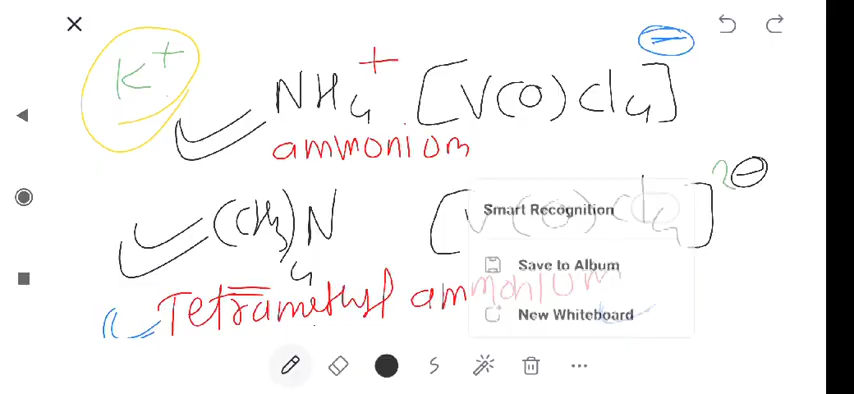 K+
NH4+ [V(O)Cl4]−
ammonium
(CH3)4N [V(O)Cl4]2−
Smart Recognition
Save to Album
Tetramethyl ammonium
New Whiteboard